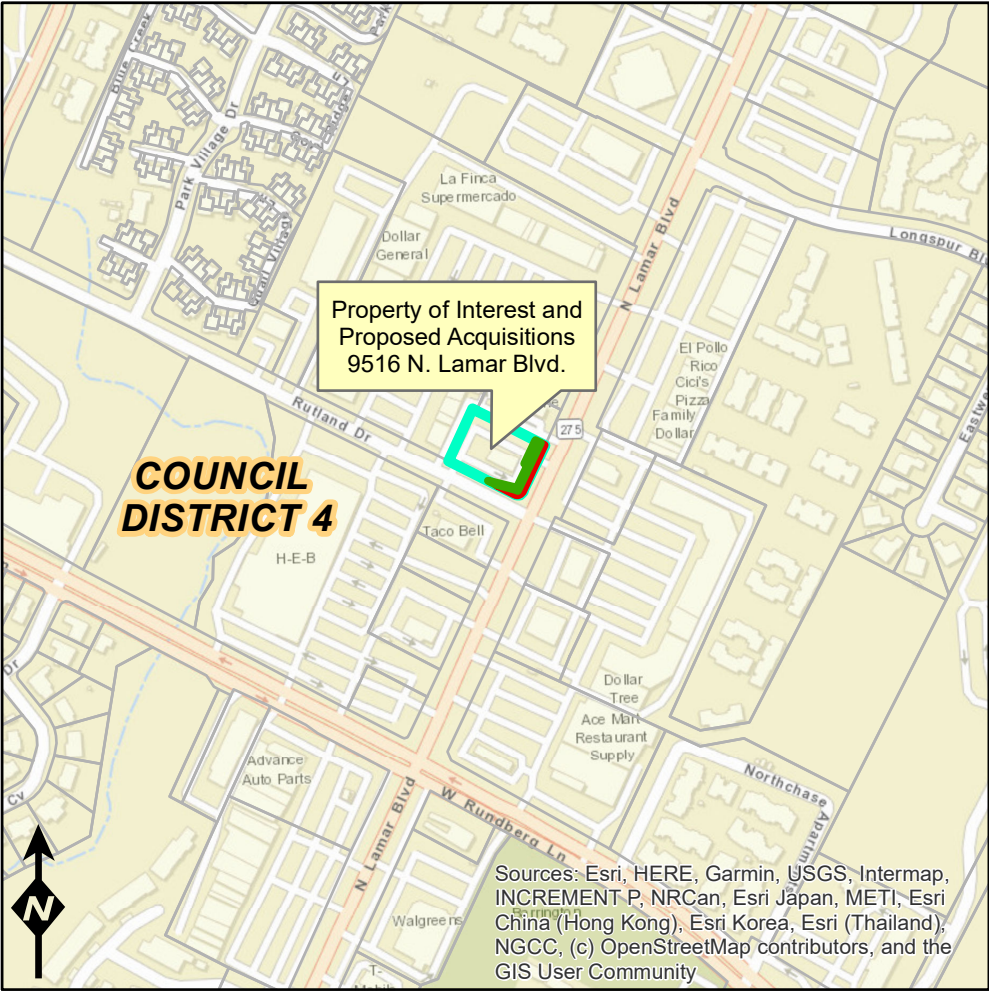 Blue Creek
Park
Park Village Dr
Quail Village
La Finca
Supermercado
Dollar
General
N Lamar Blvd
Longspur Bl
Property of Interest and
Proposed Acquisitions
9516 N. Lamar Blvd.
Rutland Dr
275
El Pollo
Rico
Cici's
Pizza
Family
Dollar
COUNCIL
DISTRICT 4
Taco Bell
H-E-B
Dr
Dollar
Tree
Ace Mart
Restaurant
Supply
Advance
Auto Parts
Northchase
Cv
N Lamar Blvd
W Rundberg Ln
N
Walgreens
Barrington
Sources: Esri, HERE, Garmin, USGS, Intermap,
INCREMENT P, NRCan, Esri Japan, METI, Esri
China (Hong Kong), Esri Korea, Esri (Thailand),
NGCC, (c) OpenStreetMap contributors, and the
GIS User Community